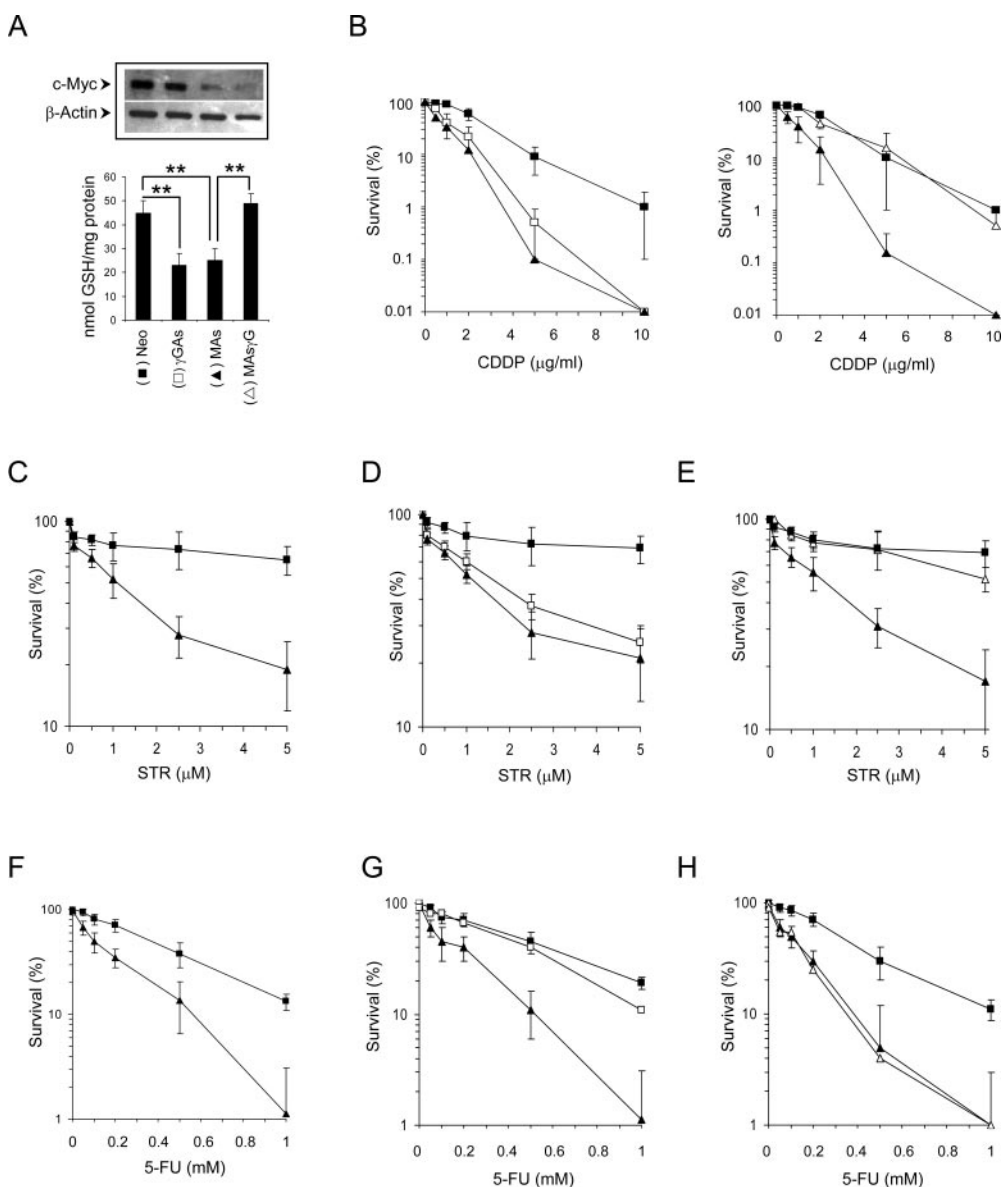 A
c-Myc
β-Actin
**
**
**
nmol GSH/mg protein
60
50
40
30
20
10
0
(■) Neo
(□) γGAs
(▲) MAs
(△) MAsγG
B
Survival (%)
100
10
1
0.1
0.01
0 2 4 6 8 10
CDDP (μg/ml)
Survival (%)
100
10
1
0.1
0.01
0 2 4 6 8 10
CDDP (μg/ml)
C
Survival (%)
100
10
0 1 2 3 4 5
STR (μM)
D
Survival (%)
100
10
0 1 2 3 4 5
STR (μM)
E
Survival (%)
100
10
0 1 2 3 4 5
STR (μM)
F
Survival (%)
100
10
1
0 0.2 0.4 0.6 0.8 1
5-FU (mM)
G
Survival (%)
100
10
1
0 0.2 0.4 0.6 0.8 1
5-FU (mM)
H
Survival (%)
100
10
1
0 0.2 0.4 0.6 0.8 1
5-FU (mM)